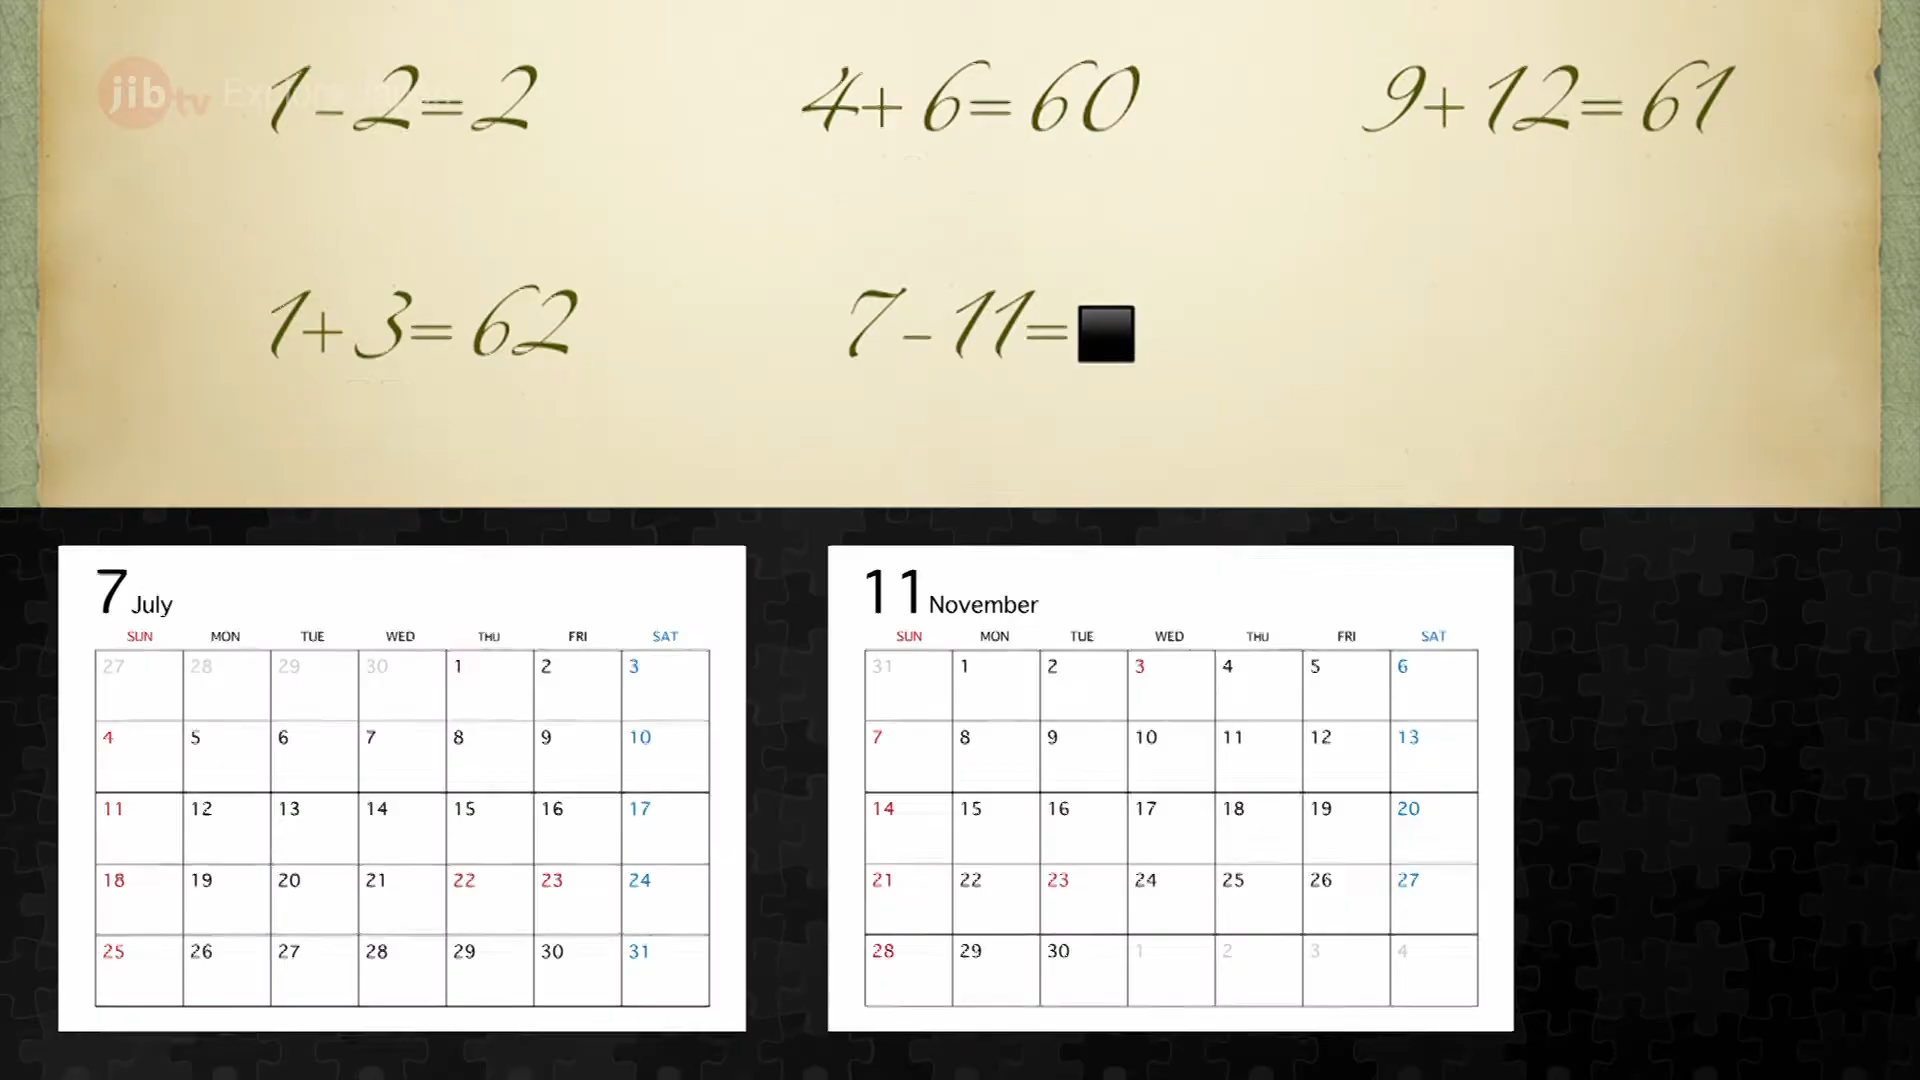 jibtv Explore Japan
1-2=2 4+6=60 9+12=61
1+3=62 7-11=
7 July
SUN MON TUE WED THU FRI SAT
27 28 29 30 1 2 3
4 5 6 7 8 9 10
11 12 13 14 15 16 17
18 19 20 21 22 23 24
25 26 27 28 29 30 31
11 November
SUN MON TUE WED THU FRI SAT
31 1 2 3 4 5 6
7 8 9 10 11 12 13
14 15 16 17 18 19 20
21 22 23 24 25 26 27
28 29 30 1 2 3 4